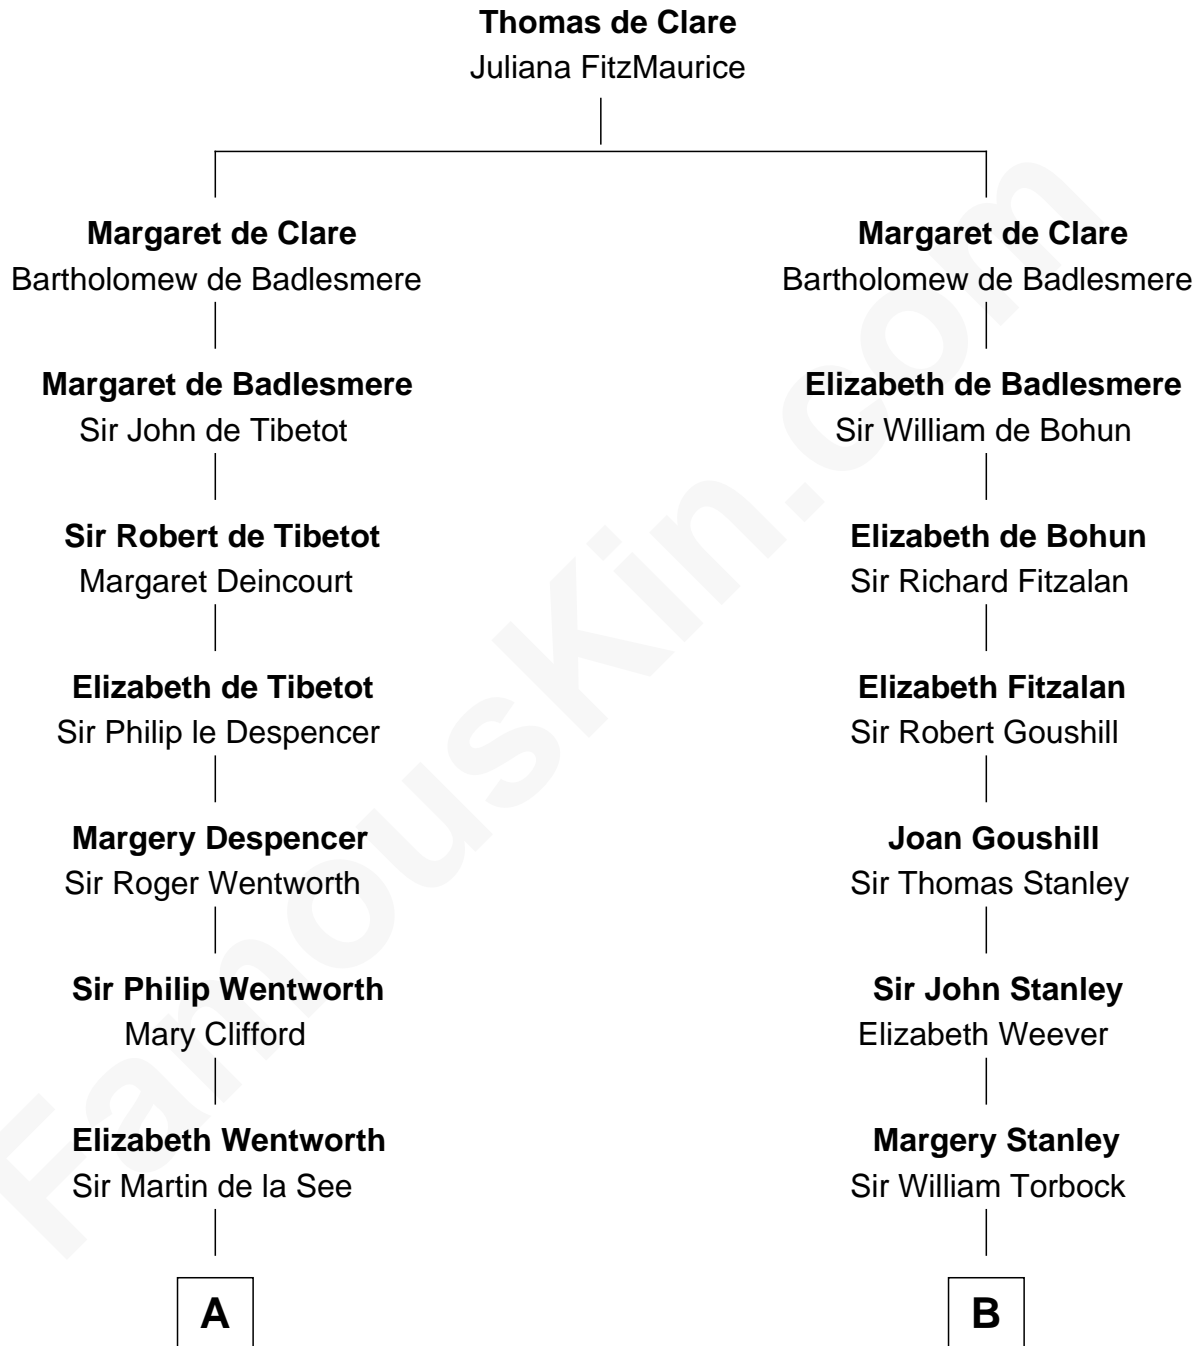 Thomas de Clare
Juliana FitzMaurice
Margaret de Clare
Bartholomew de Badlesmere
Margaret de Badlesmere
Sir John de Tibetot
Sir Robert de Tibetot
Margaret Deincourt
Elizabeth de Tibetot
Sir Philip le Despencer
Margery Despencer
Sir Roger Wentworth
Sir Philip Wentworth
Mary Clifford
Elizabeth Wentworth
Sir Martin de la See
A
Margaret de Clare
Bartholomew de Badlesmere
Elizabeth de Badlesmere
Sir William de Bohun
Elizabeth de Bohun
Sir Richard Fitzalan
Elizabeth Fitzalan
Sir Robert Goushill
Joan Goushill
Sir Thomas Stanley
Sir John Stanley
Elizabeth Weever
Margery Stanley
Sir William Torbock
B
FamousKin.com